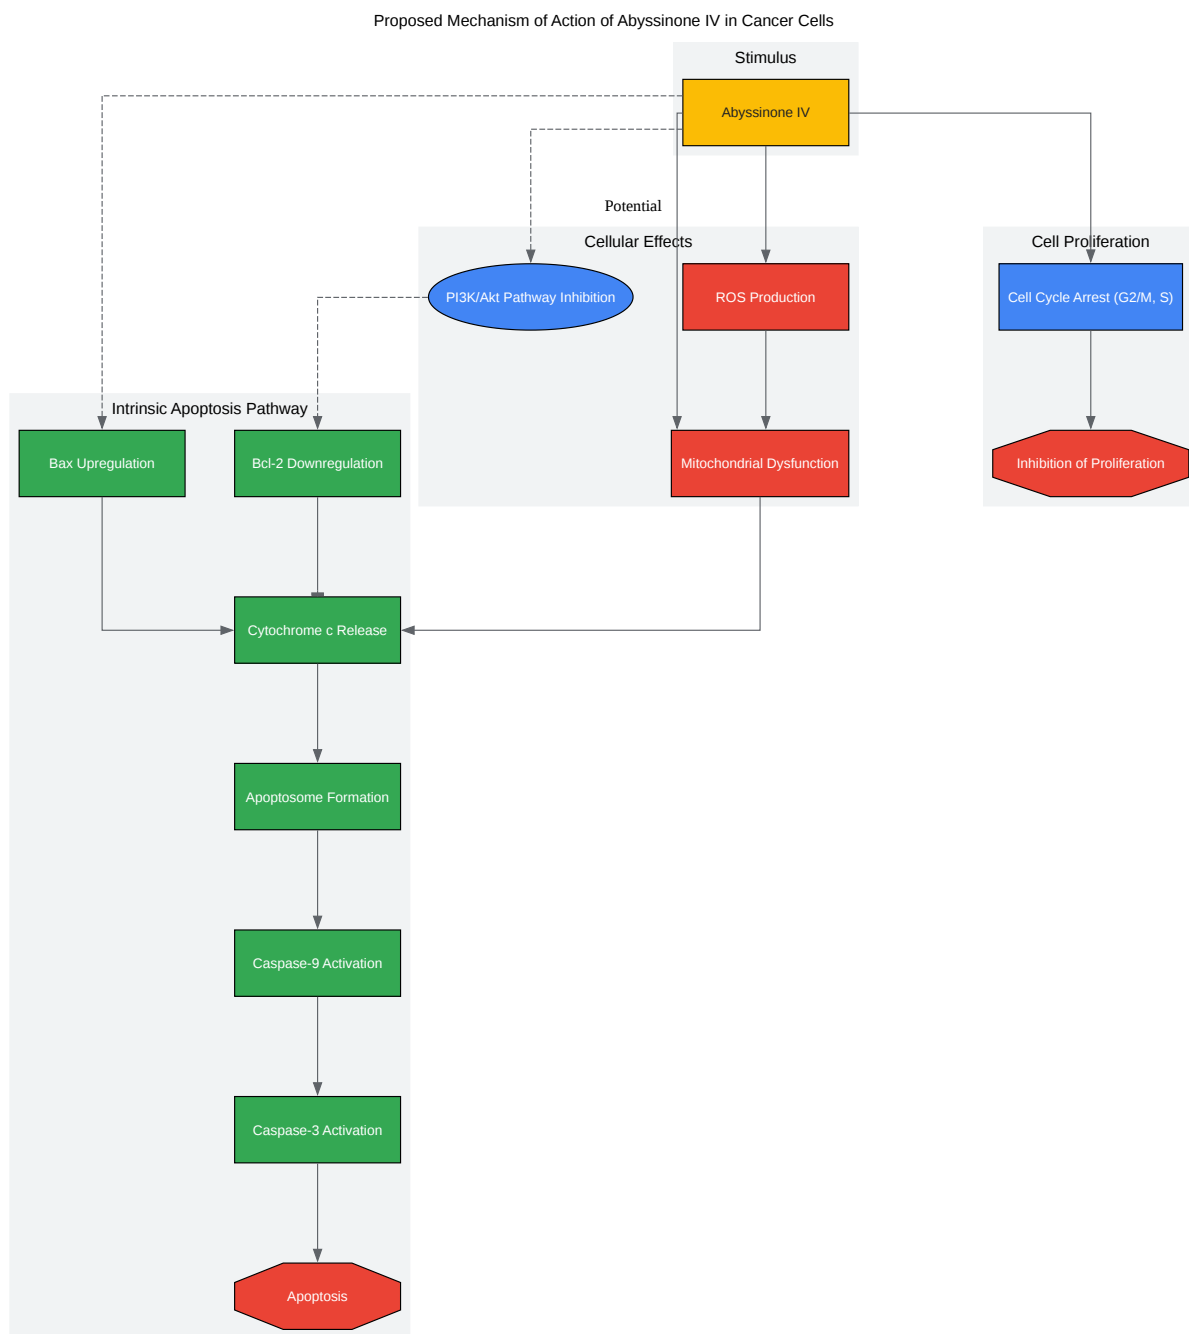 Proposed Mechanism of Action of Abyssinone IV in Cancer Cells
Stimulus
Abyssinone IV
Potential
Cellular Effects
Cell Proliferation
PI3K/Akt Pathway Inhibition
ROS Production
Cell Cycle Arrest (G2/M, S)
Intrinsic Apoptosis Pathway
Bax Upregulation
Bcl-2 Downregulation
Mitochondrial Dysfunction
Inhibition of Proliferation
Cytochrome c Release
Apoptosome Formation
Caspase-9 Activation
Caspase-3 Activation
Apoptosis